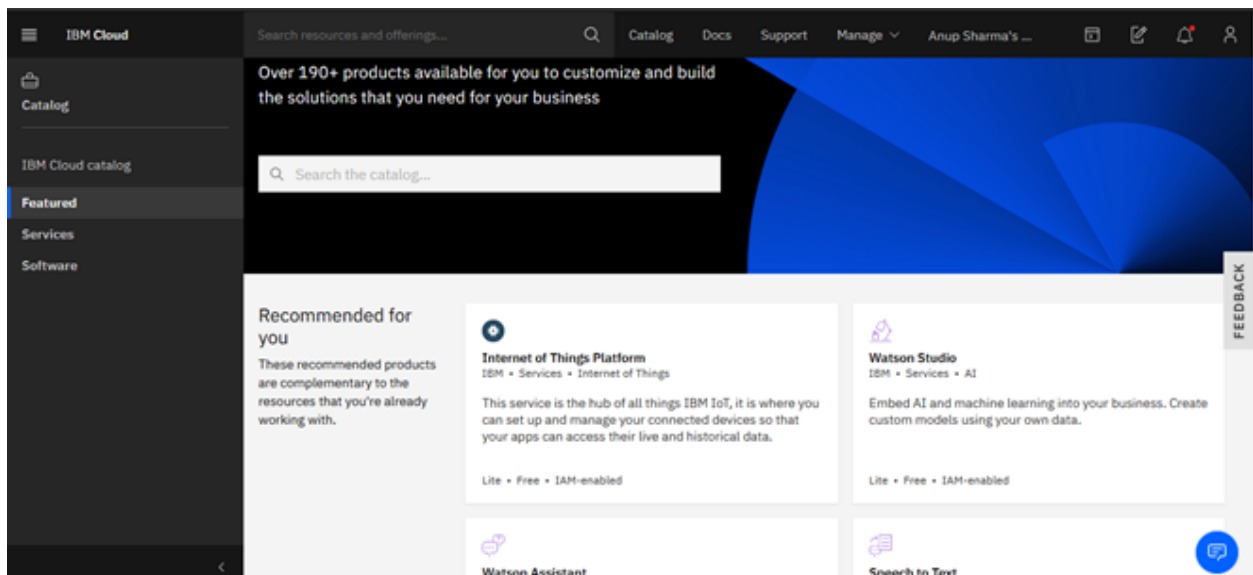 IBM Cloud
Search resources and offerings...
Catalog
Docs
Support
Manage
Anup Sharma's ...
Catalog
IBM Cloud catalog
Featured
Services
Software
Over 190+ products available for you to customize and build
the solutions that you need for your business
Search the catalog...
FEEDBACK
Recommended for
you
These recommended products
are complementary to the
resources that you're already
working with.
Internet of Things Platform
IBM • Services • Internet of Things
This service is the hub of all things IBM IoT, it is where you
can set up and manage your connected devices so that
your apps can access their live and historical data.
Lite • Free • IAM-enabled
Watson Studio
IBM • Services • AI
Embed AI and machine learning into your business. Create
custom models using your own data.
Lite • Free • IAM-enabled
Watson Assistant
Speech to Text